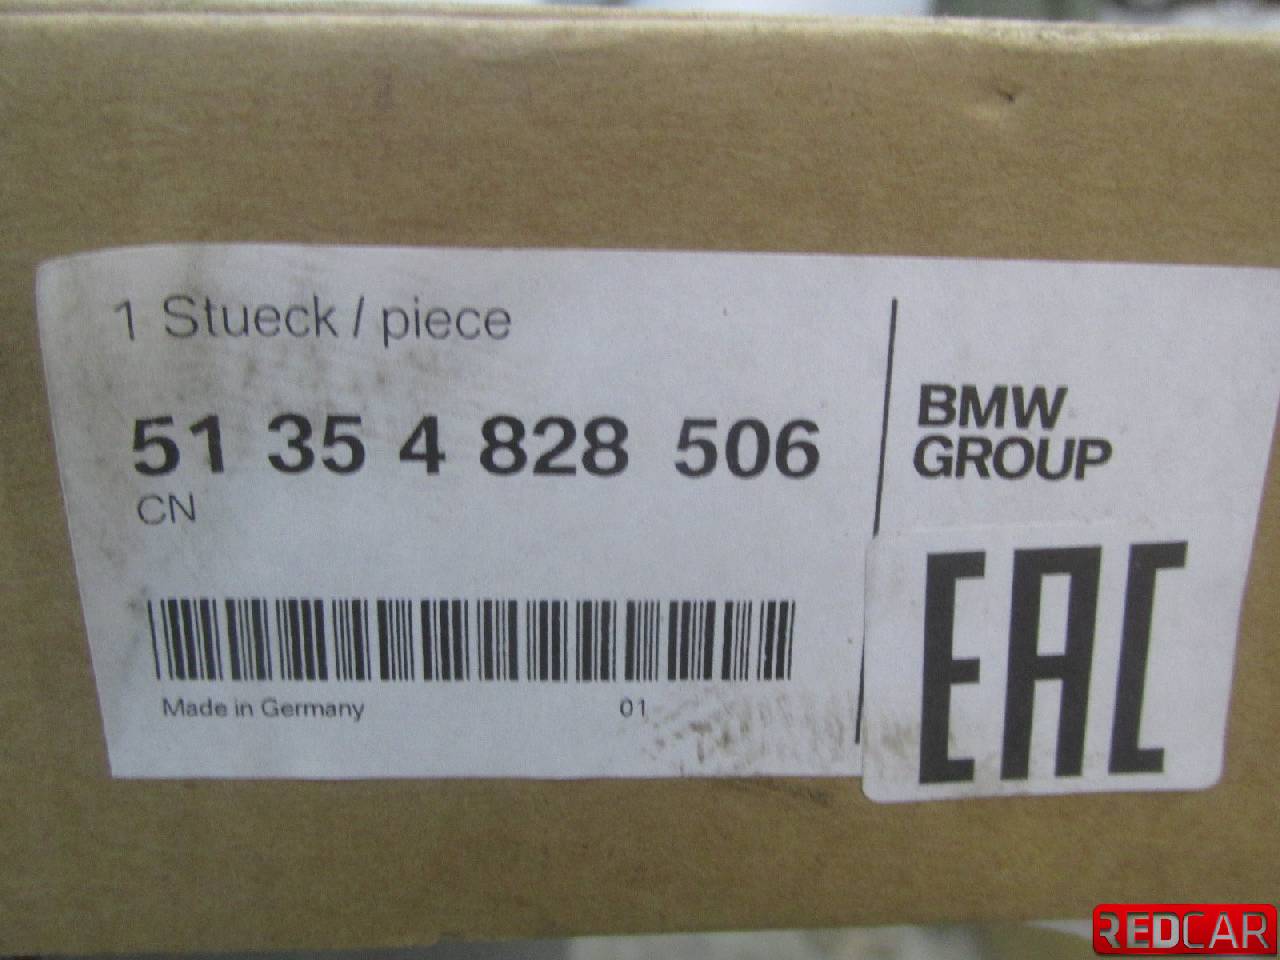 1 Stueck / piece
51 35 4 828 506
CN
Made in Germany 01
BMW
GROUP
EAC
REDCAR